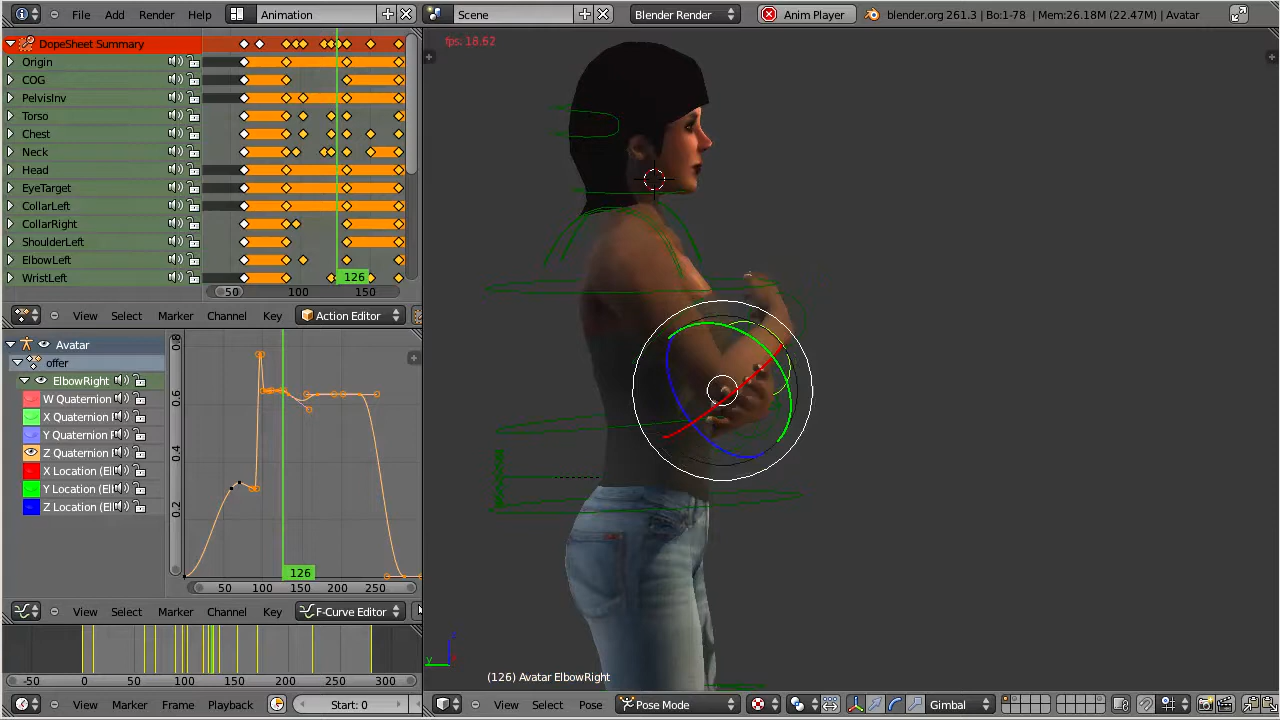 File Add Render Help Animation Scene Blender Render Anim Player blender.org 261.3 | Bo:1-78 | Mem:26.18M (22.47M) | Avatar
fps: 18.62
DopeSheet Summary
Origin
COG
PelvisInv
Torso
Chest
Neck
Head
EyeTarget
CollarLeft
CollarRight
ShoulderLeft
ElbowLeft
WristLeft
126
50 100 150
View Select Marker Channel Key Action Editor
Avatar
offer
ElbowRight
W Quaternion
X Quaternion
Y Quaternion
Z Quaternion
X Location (El
Y Location (El
Z Location (El
0.8
0.6
0.4
0.2
126
50 100 150 200 250
View Select Marker Channel Key F-Curve Editor
-50 0 50 100 150 200 250 300
View Marker Frame Playback Start: 0
z
y
(126) Avatar ElbowRight
View Select Pose Pose Mode Gimbal